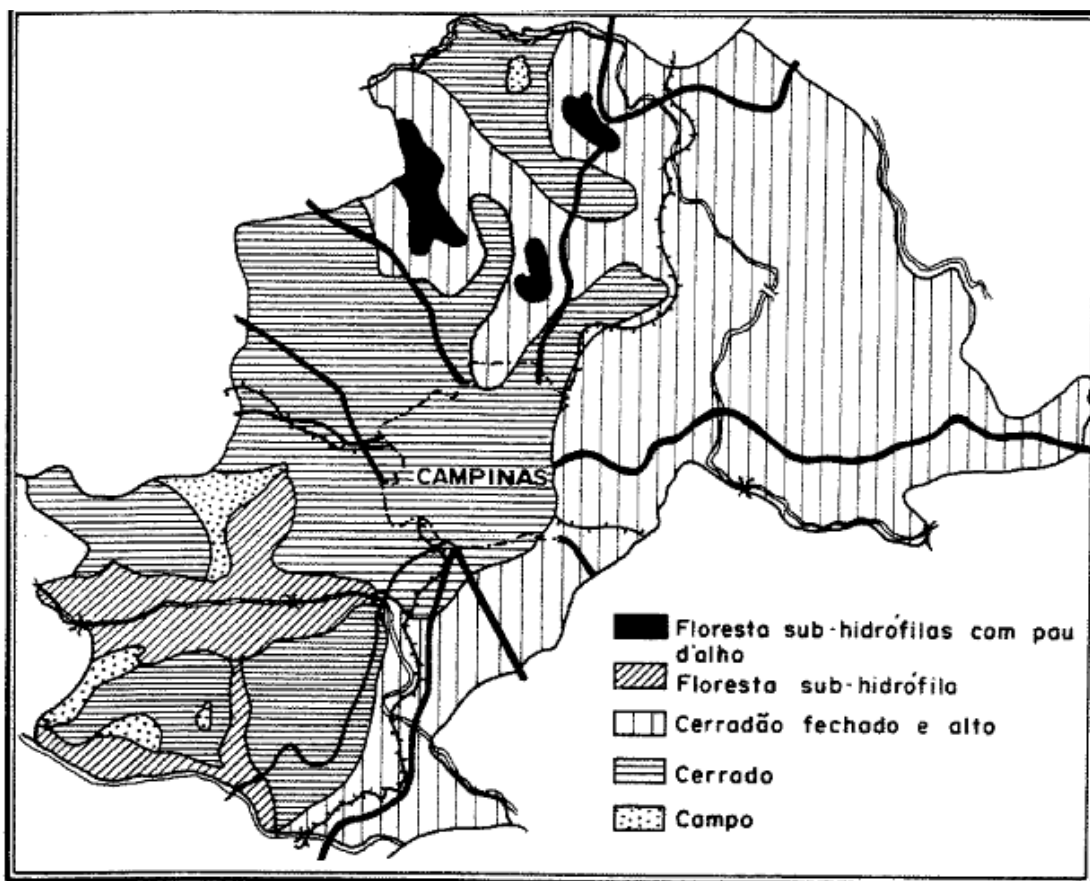 CAMPINAS
Floresta sub-hidrófilas com pau
d'alho
Floresta sub-hidrófila
Cerradão fechado e alto
Cerrado
Campo